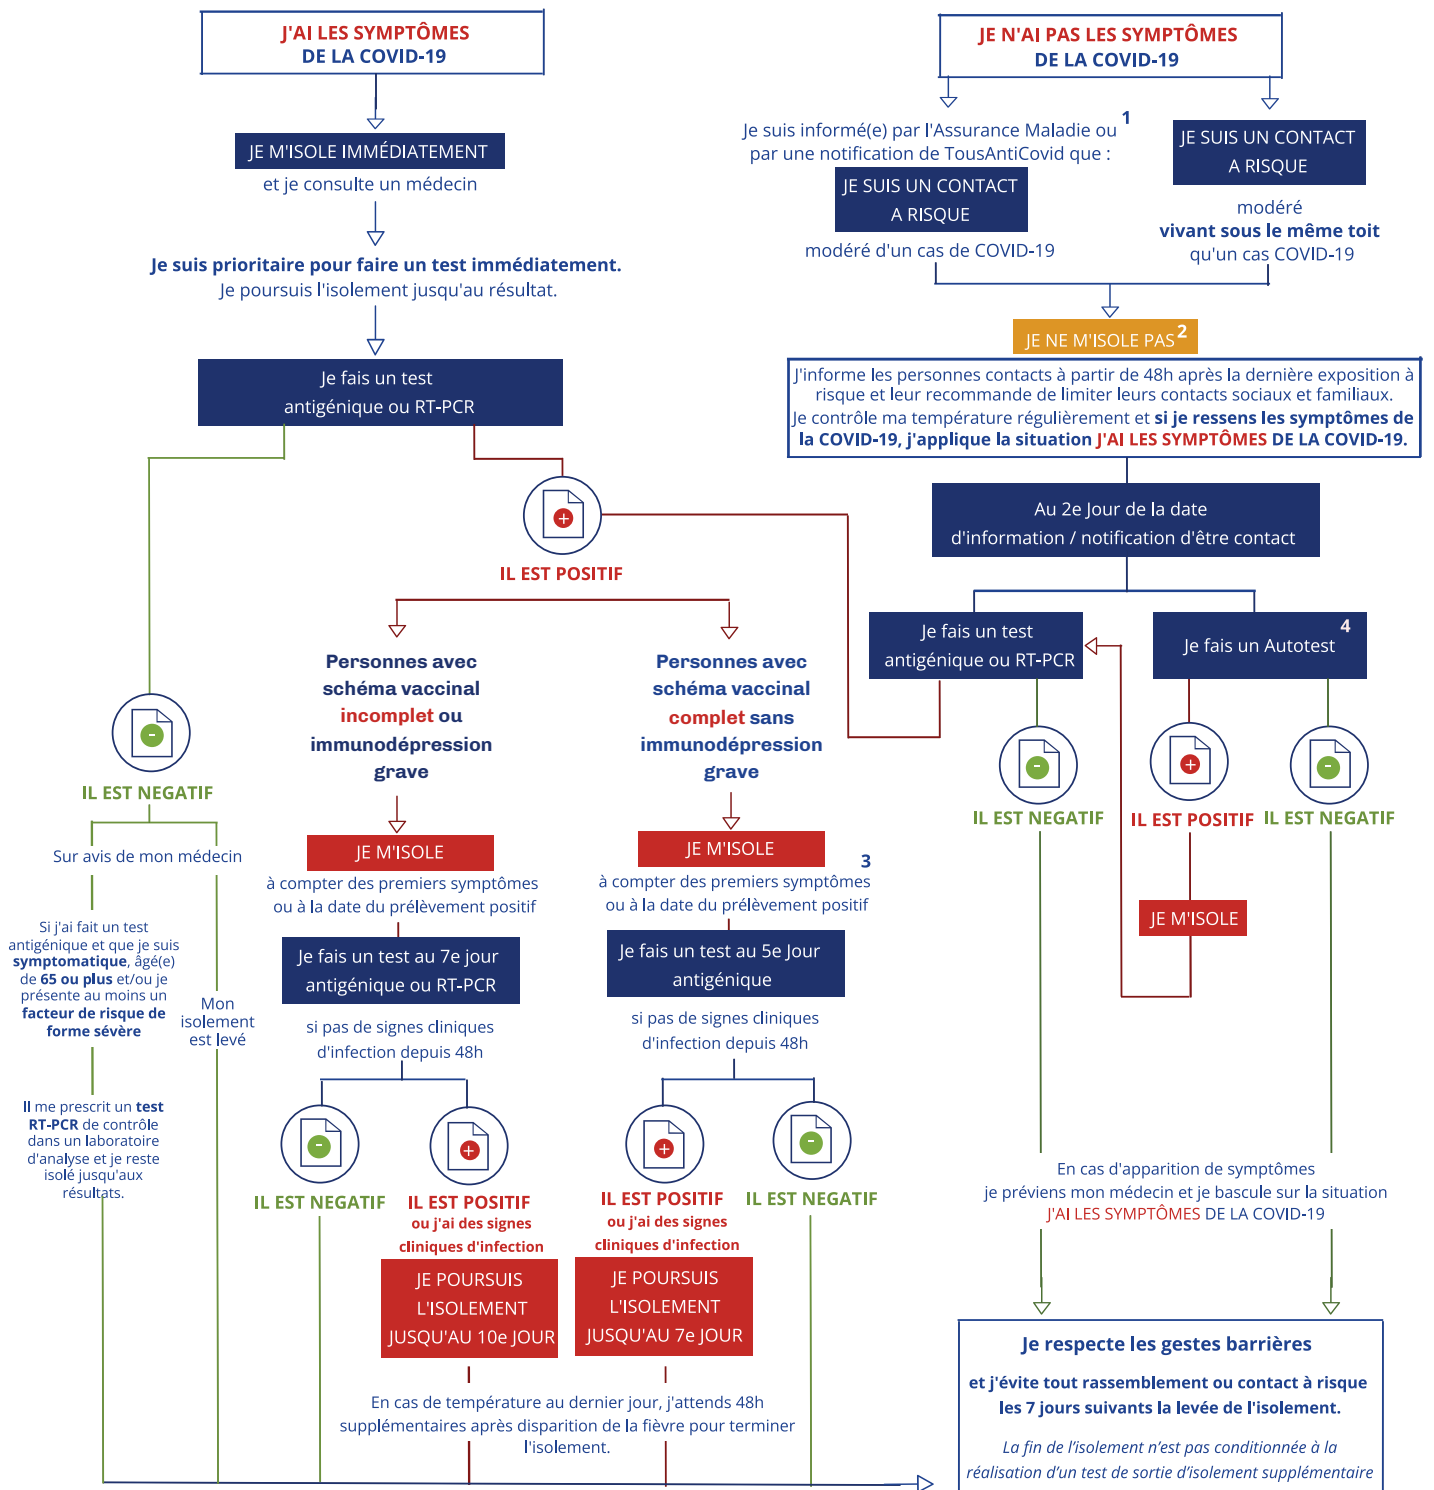 J'AI LES SYMPTÔMES
DE LA COVID-19
JE M'ISOLE IMMÉDIATEMENT
et je consulte un médecin
Je suis prioritaire pour faire un test immédiatement.
Je poursuis l'isolement jusqu'au résultat.
Je fais un test
antigénique ou RT-PCR
+
IL EST POSITIF
-
IL EST NEGATIF
Sur avis de mon médecin
Si j'ai fait un test
antigénique et que je suis
symptomatique, âgé(e)
de 65 ou plus et/ou je
présente au moins un
facteur de risque de
forme sévère
Il me prescrit un test
RT-PCR de contrôle
dans un laboratoire
d'analyse et je reste
isolé jusqu'aux
résultats.
Mon
isolement
est levé
Personnes avec
schéma vaccinal
incomplet ou
immunodépression
grave
JE M'ISOLE
à compter des premiers symptômes
ou à la date du prélèvement positif
Je fais un test au 7e jour
antigénique ou RT-PCR
si pas de signes cliniques
d'infection depuis 48h
-
IL EST NEGATIF
+
IL EST POSITIF
ou j'ai des signes
cliniques d'infection
JE POURSUIS
L'ISOLEMENT
JUSQU'AU 10e JOUR
Personnes avec
schéma vaccinal
complet sans
immunodépression
grave
JE M'ISOLE
3
à compter des premiers symptômes
ou à la date du prélèvement positif
Je fais un test au 5e Jour
antigénique
si pas de signes cliniques
d'infection depuis 48h
+
IL EST POSITIF
ou j'ai des signes
cliniques d'infection
JE POURSUIS
L'ISOLEMENT
JUSQU'AU 7e JOUR
-
IL EST NEGATIF
En cas de température au dernier jour, j'attends 48h
supplémentaires après disparition de la fièvre pour terminer
l'isolement.
JE N'AI PAS LES SYMPTÔMES
DE LA COVID-19
Je suis informé(e) par l'Assurance Maladie ou 1
par une notification de TousAntiCovid que :
JE SUIS UN CONTACT
A RISQUE
modéré d'un cas de COVID-19
JE SUIS UN CONTACT
A RISQUE
modéré
vivant sous le même toit
qu'un cas COVID-19
JE NE M'ISOLE PAS 2
J'informe les personnes contacts à partir de 48h après la dernière exposition à
risque et leur recommande de limiter leurs contacts sociaux et familiaux.
Je contrôle ma température régulièrement et si je ressens les symptômes de
la COVID-19, j'applique la situation J'AI LES SYMPTÔMES DE LA COVID-19.
Au 2e Jour de la date
d'information / notification d'être contact
Je fais un test
antigénique ou RT-PCR
4
Je fais un Autotest
-
IL EST NEGATIF
+
IL EST POSITIF
-
IL EST NEGATIF
JE M'ISOLE
En cas d'apparition de symptômes
je préviens mon médecin et je bascule sur la situation
J'AI LES SYMPTÔMES DE LA COVID-19
Je respecte les gestes barrières
et j'évite tout rassemblement ou contact à risque
les 7 jours suivants la levée de l'isolement.
La fin de l'isolement n'est pas conditionnée à la
réalisation d'un test de sortie d'isolement supplémentaire